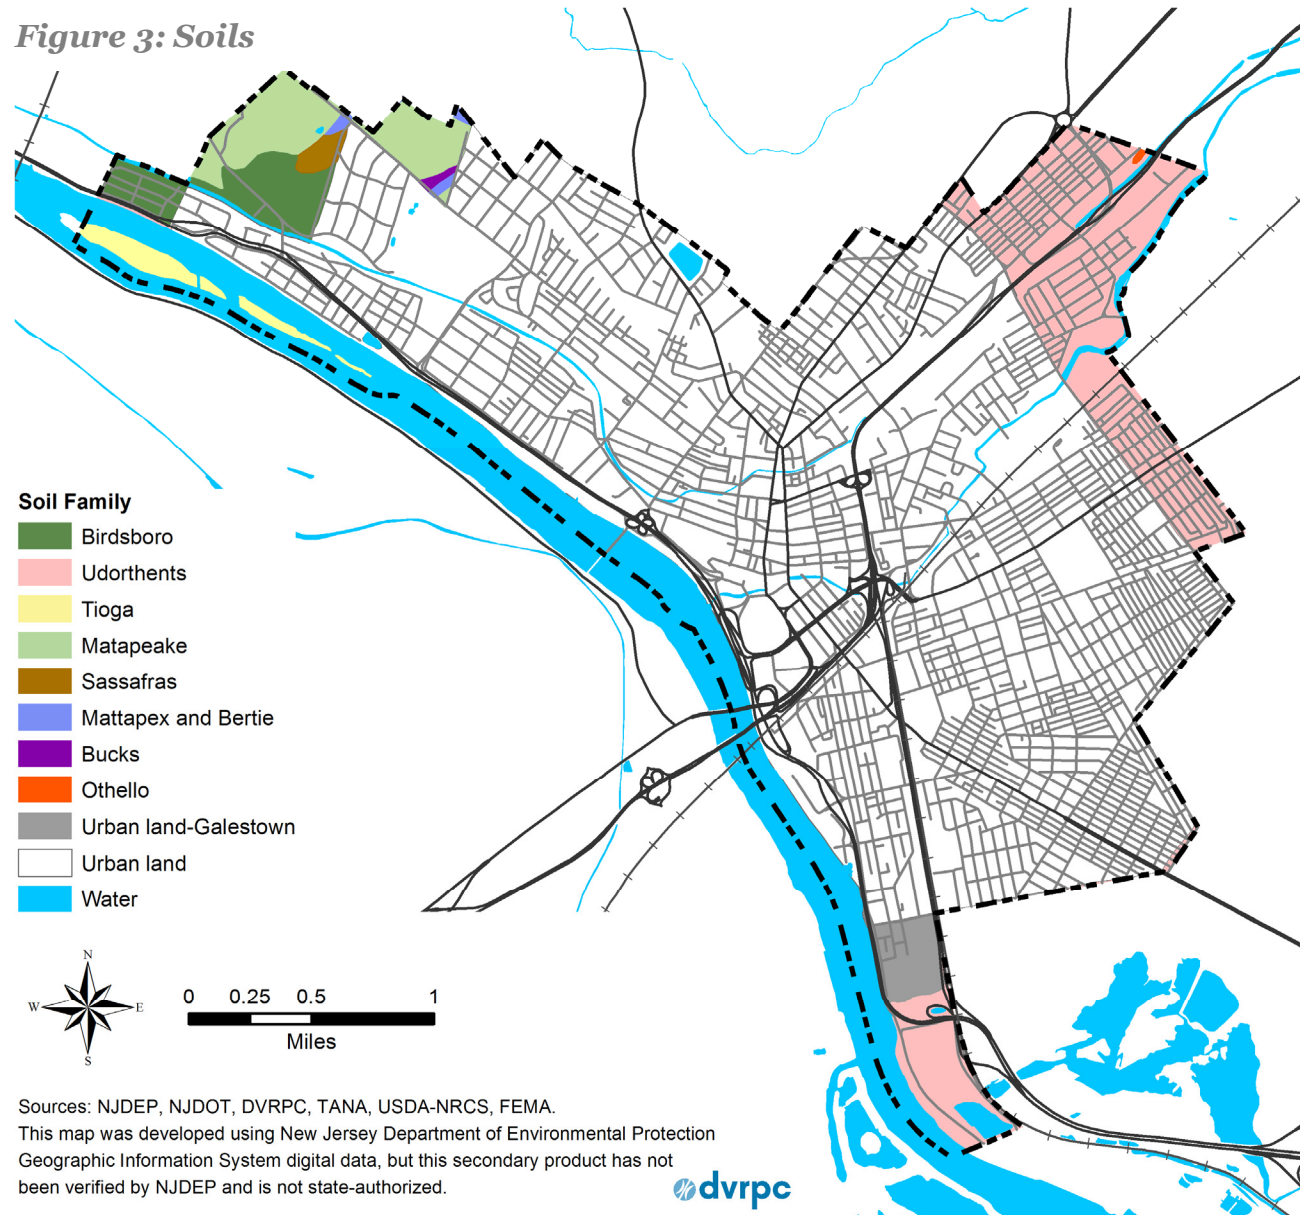 Figure 3: Soils
Soil Family
Birdsboro
Udorthents
Tioga
Matapeake
Sassafras
Mattapex and Bertie
Bucks
Othello
Urban land-Galestown
Urban land
Water
N
W
E
S
0 0.25 0.5 1
Miles
Sources: NJDEP, NJDOT, DVRPC, TANA, USDA-NRCS, FEMA.
This map was developed using New Jersey Department of Environmental Protection
Geographic Information System digital data, but this secondary product has not
been verified by NJDEP and is not state-authorized.
dvrpc